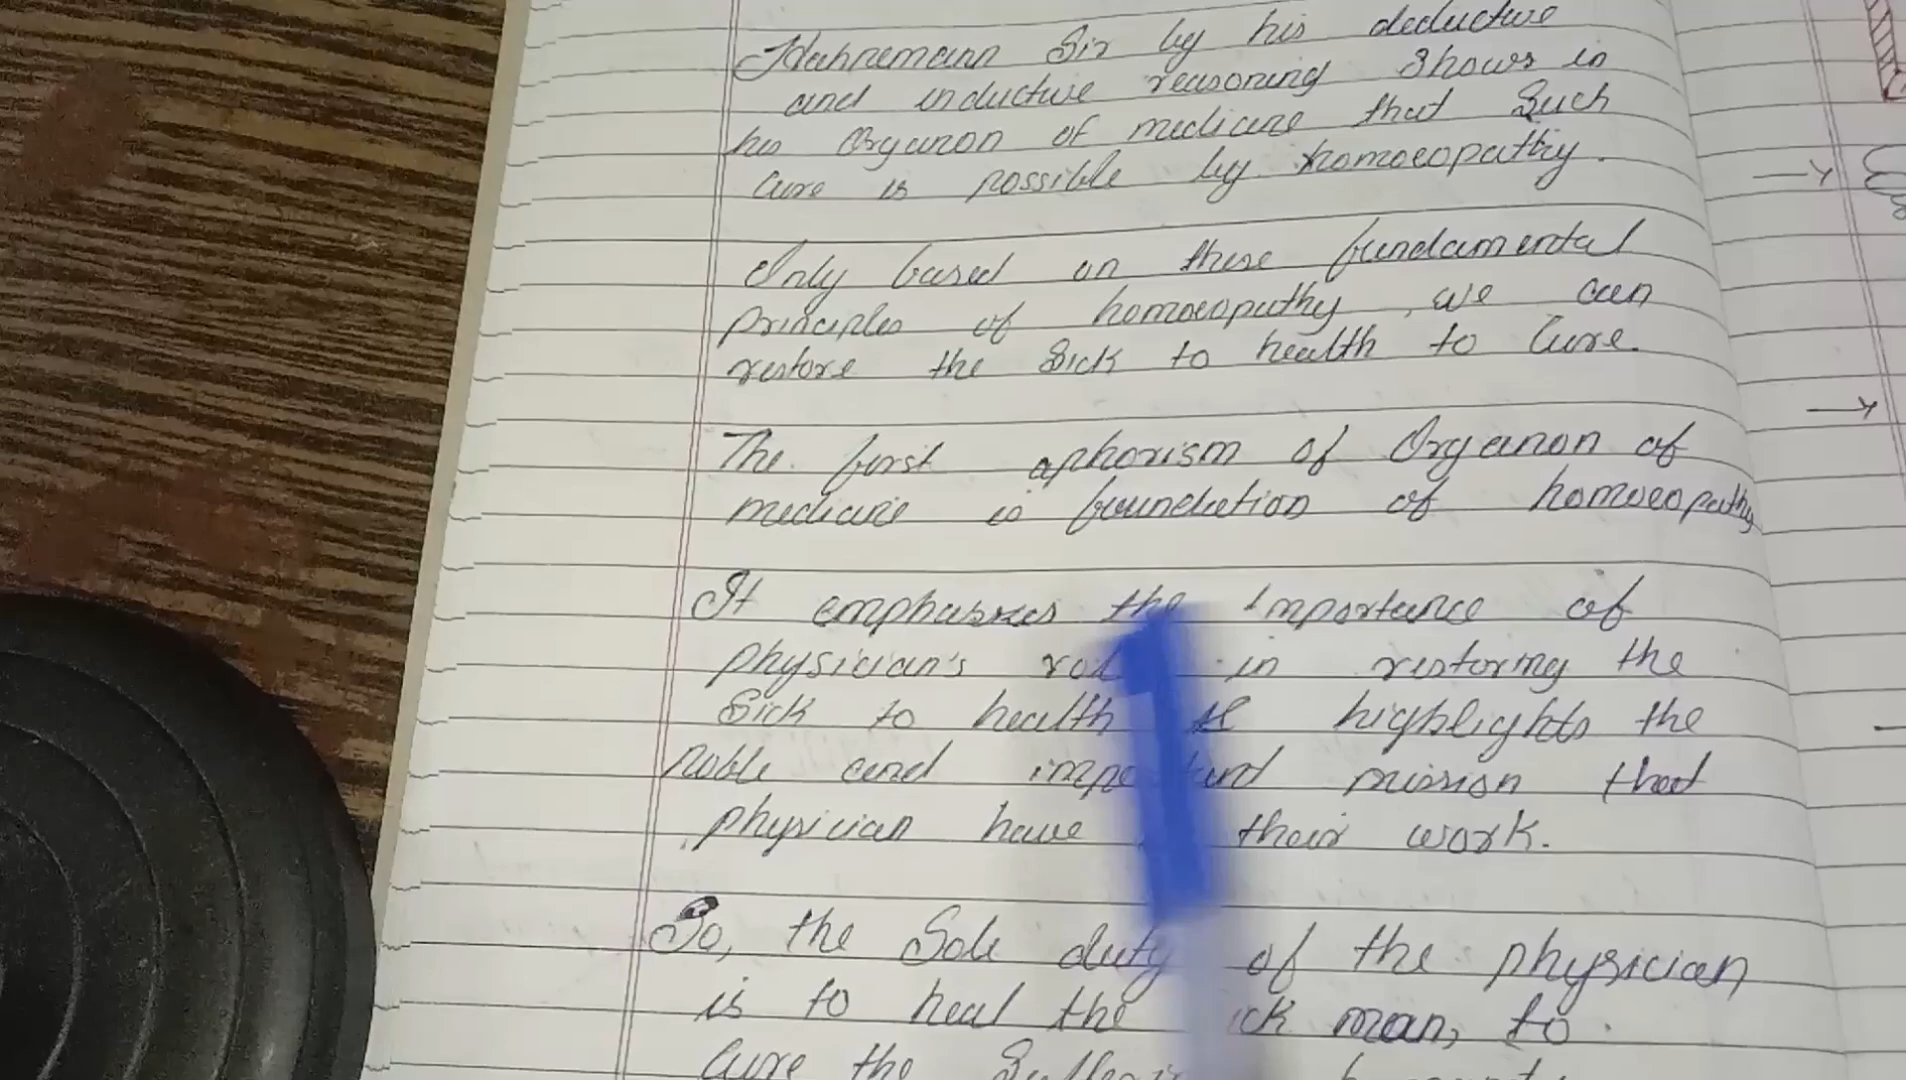 Hahnemann Sir by his deductive
and inductive reasoning shows in
his Organon of medicine that such
cure is possible by homoeopathy.
Only based on these fundamental
principles of homoeopathy, we can
restore the sick to health to cure.
The first aphorism of Organon of
medicine is foundation of homoeopathy
It emphasizes the importance of
physician's in restoring the
sick to health highlights the
noble and mission that
physician have their work.
So, the Sole duty of the physician
is to heal the man, to
cure the